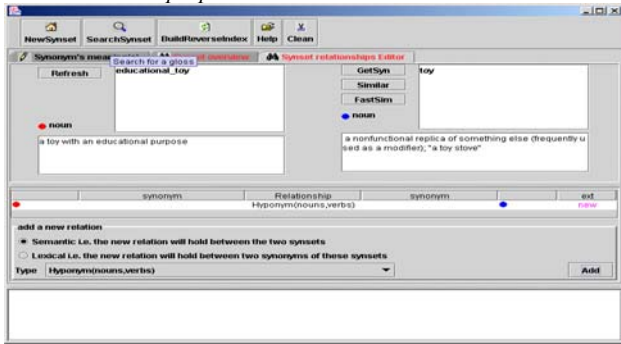 NewSynset SearchSynset BuildReverseIndex Help Clean
Synonym's Synset relationships Editor
Search for a gloss
Refresh educational_toy GetSyn toy
Similar
FastSim
noun noun
a toy with an educational purpose
a nonfunctional replica of something else (frequently u
sed as a modifier); "a toy stove"
synonym Relationship synonym ext
Hyponym(nouns,verbs) new
add a new relation
Semantic i.e. the new relation will hold between the two synsets
Lexical i.e. the new relation will hold between two synonyms of these synsets
Type Hyponym(nouns,verbs) Add